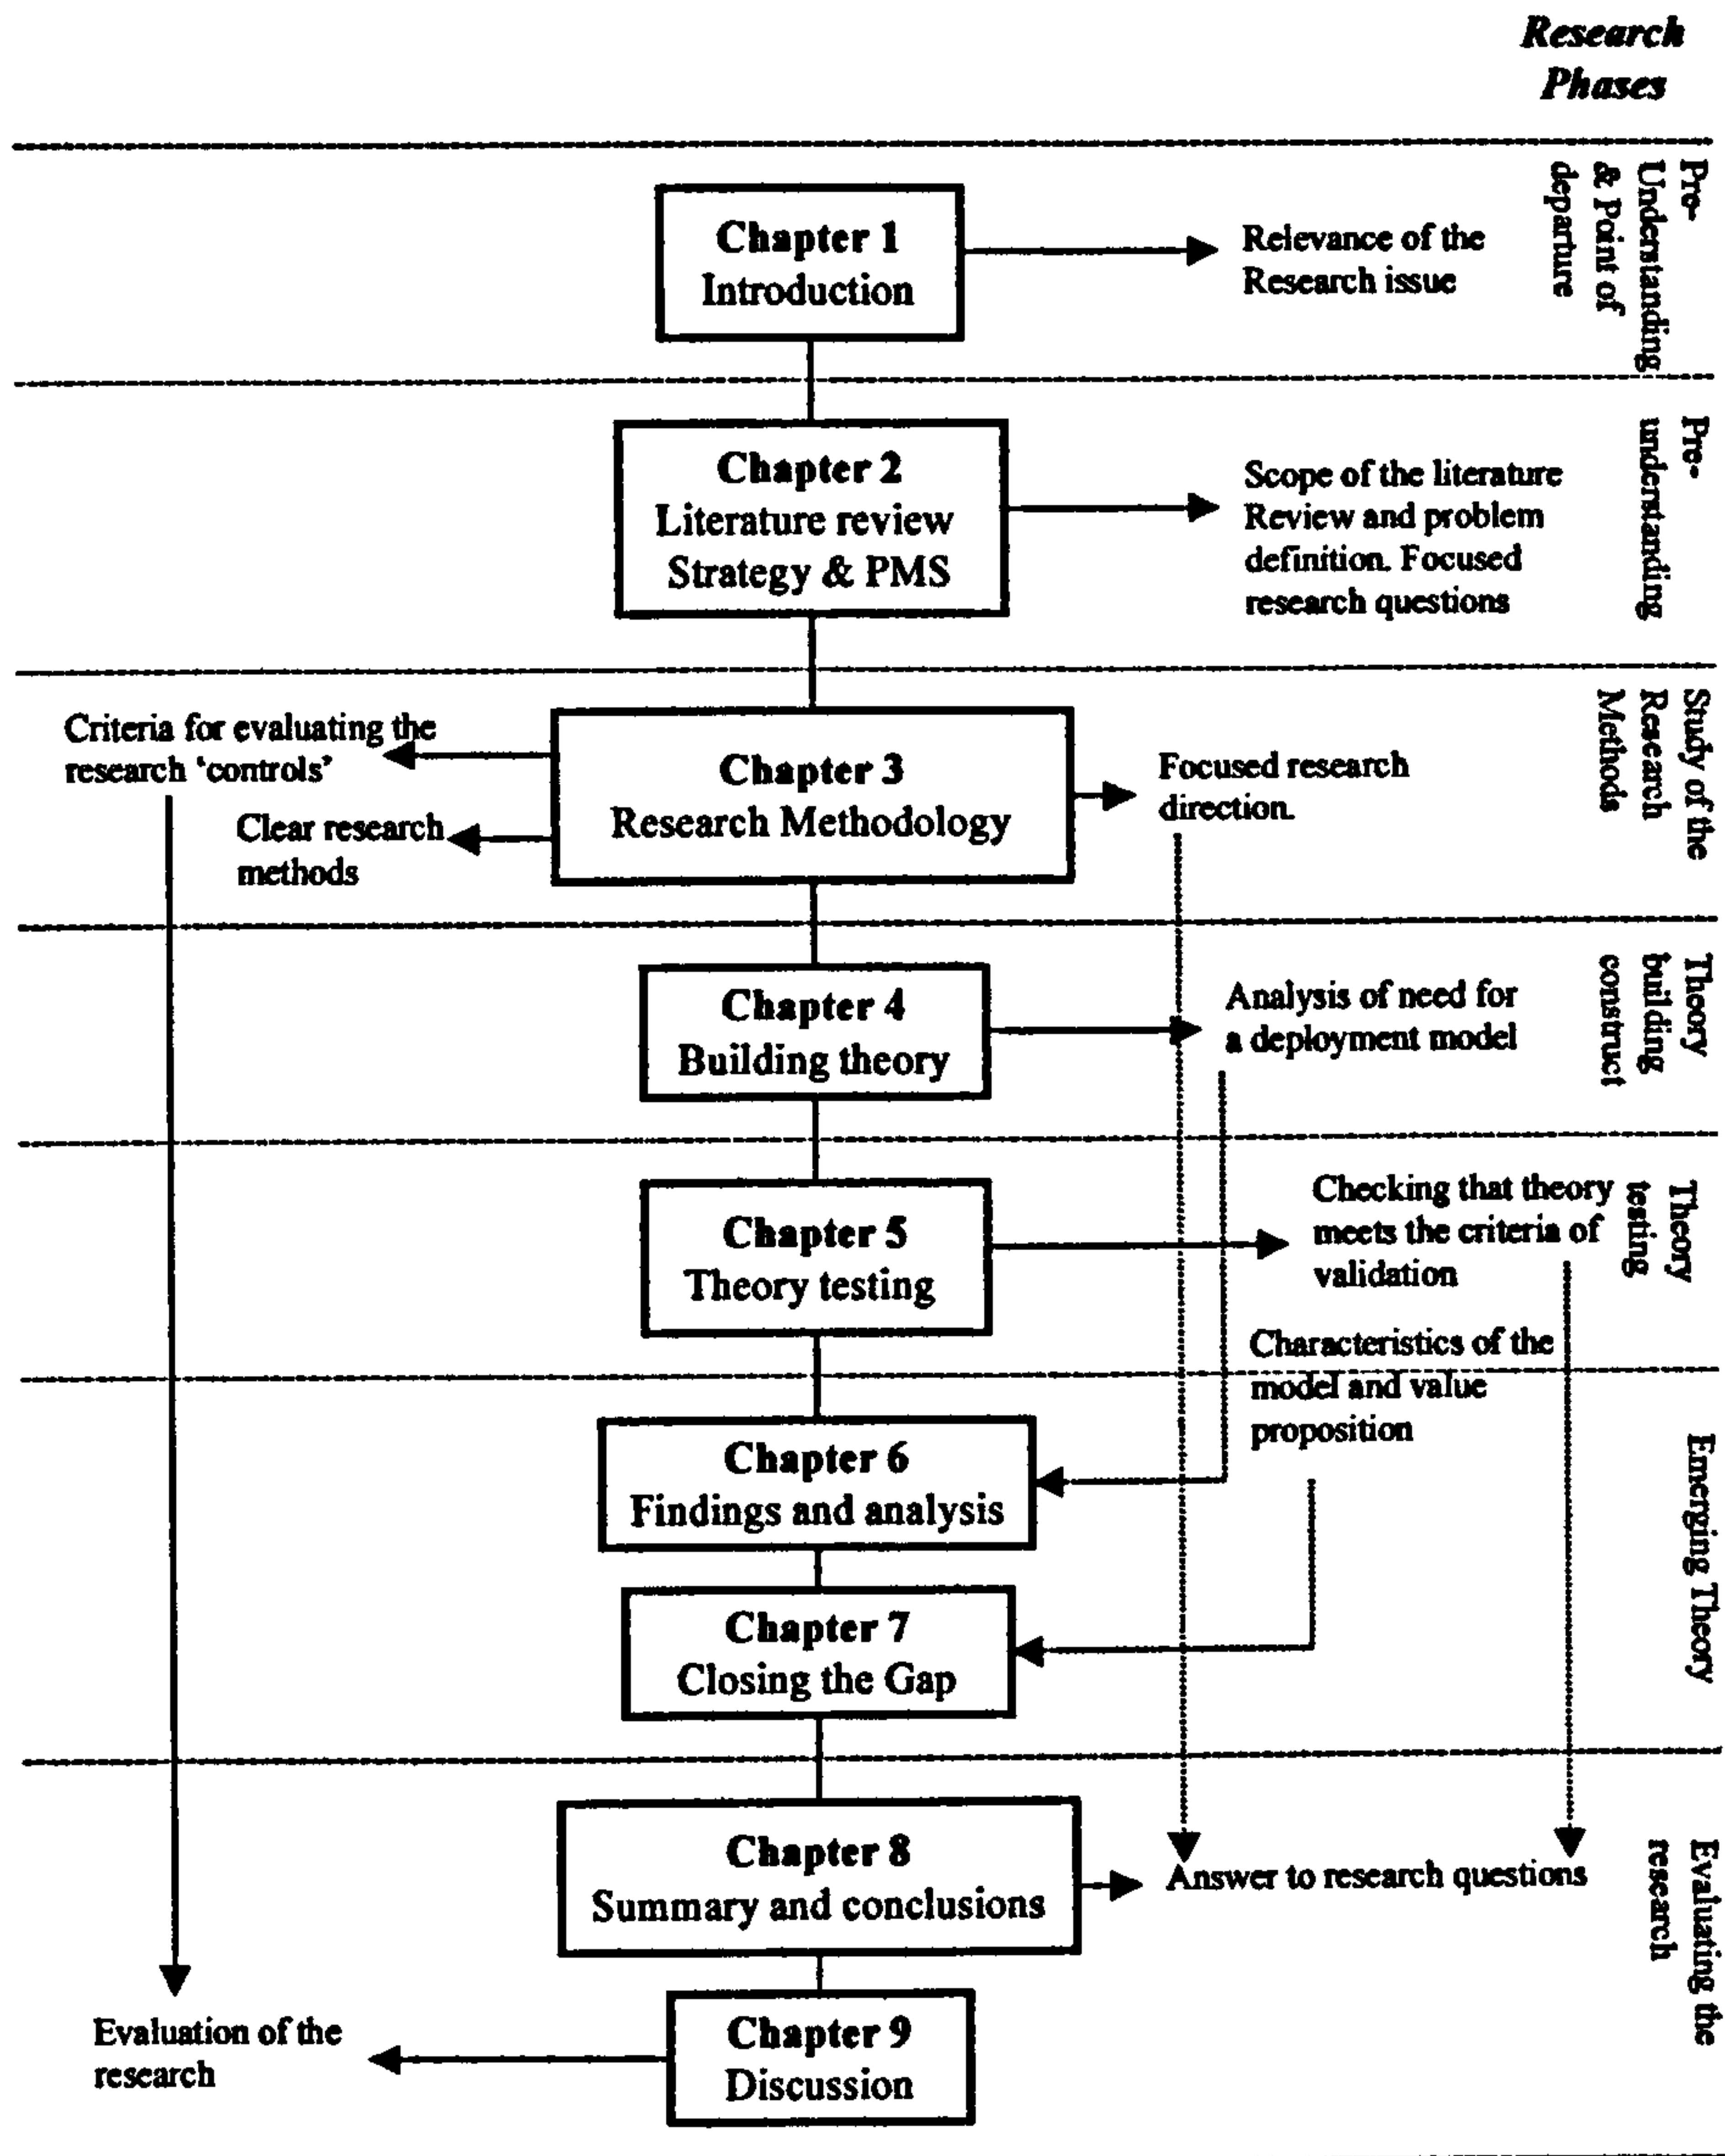 Research
Phases
Pre-
Understanding
& Point of
departure
Chapter 1
Introduction
Relevance of the
Research issue
Pre-
understanding
Chapter 2
Literature review
Strategy & PMS
Scope of the literature
Review and problem
definition. Focused
research questions
Study of the
Research
Methods
Criteria for evaluating the
research ‘controls’
Clear research
methods
Chapter 3
Research Methodology
Focused research
direction.
Theory
building
construct
Chapter 4
Building theory
Analysis of need for
a deployment model
Theory
testing
Chapter 5
Theory testing
Checking that theory
meets the criteria of
validation
Characteristics of the
model and value
proposition
Emerging Theory
Chapter 6
Findings and analysis
Chapter 7
Closing the Gap
Evaluating the
research
Chapter 8
Summary and conclusions
Answer to research questions
Evaluation of the
research
Chapter 9
Discussion